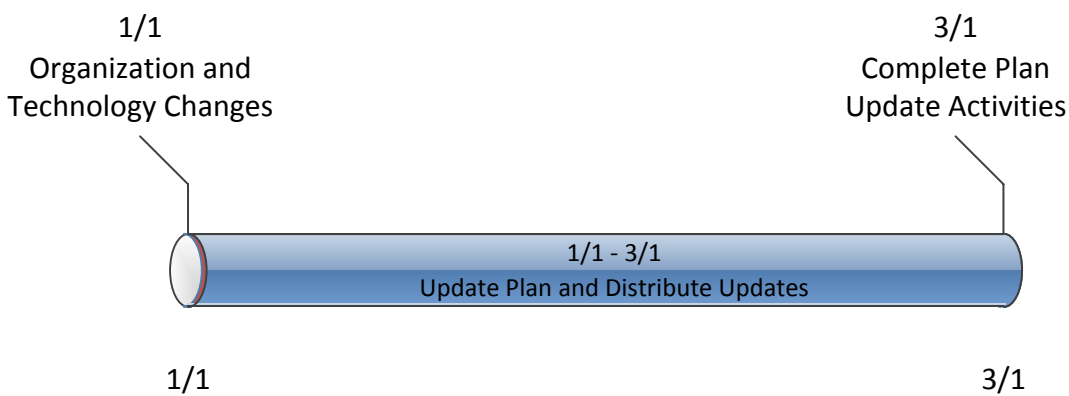 1/1
Organization and
Technology Changes
3/1
Complete Plan
Update Activities
1/1 - 3/1
Update Plan and Distribute Updates
1/1
3/1